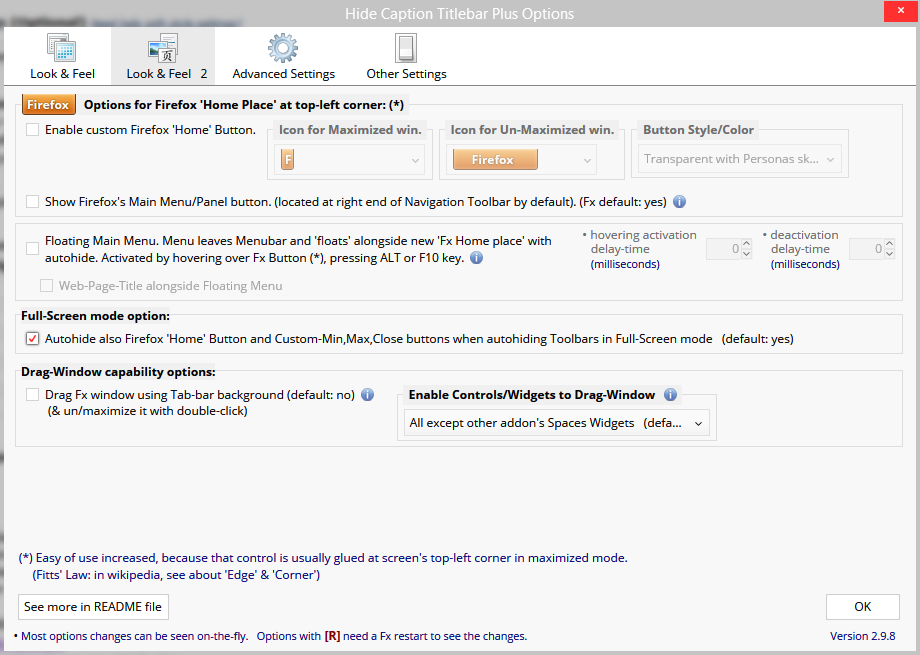 Hide Caption Titlebar Plus Options
Look & Feel
Look & Feel 2
Advanced Settings
Other Settings
Firefox Options for Firefox 'Home Place' at top-left corner: (*)
Enable custom Firefox 'Home' Button.
Icon for Maximized win.
F
Icon for Un-Maximized win.
Firefox
Button Style/Color
Transparent with Personas sk...
Show Firefox's Main Menu/Panel button. (located at right end of Navigation Toolbar by default). (Fx default: yes)
Floating Main Menu. Menu leaves Menubar and 'floats' alongside new 'Fx Home place' with
autohide. Activated by hovering over Fx Button (*), pressing ALT or F10 key.
• hovering activation
delay-time
(milliseconds)
0
• deactivation
delay-time
(milliseconds)
0
Web-Page-Title alongside Floating Menu
Full-Screen mode option:
Autohide also Firefox 'Home' Button and Custom-Min,Max,Close buttons when autohiding Toolbars in Full-Screen mode (default: yes)
Drag-Window capability options:
Drag Fx window using Tab-bar background (default: no)
(& un/maximize it with double-click)
Enable Controls/Widgets to Drag-Window
All except other addon's Spaces Widgets (defa...
(*) Easy of use increased, because that control is usually glued at screen's top-left corner in maximized mode.
(Fitts' Law: in wikipedia, see about 'Edge' & 'Corner')
See more in README file
OK
• Most options changes can be seen on-the-fly. Options with [R] need a Fx restart to see the changes.
Version 2.9.8